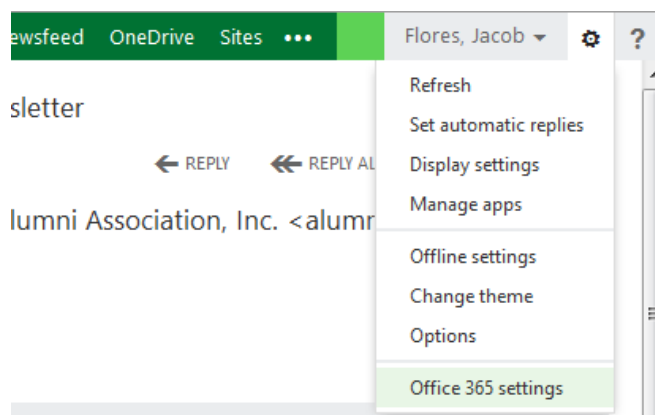 ewsfeed OneDrive Sites ••• Flores, Jacob ?
sletter
Refresh
Set automatic replies
REPLY REPLY AL
Display settings
Manage apps
lumni Association, Inc. <alumr
Offline settings
Change theme
Options
Office 365 settings